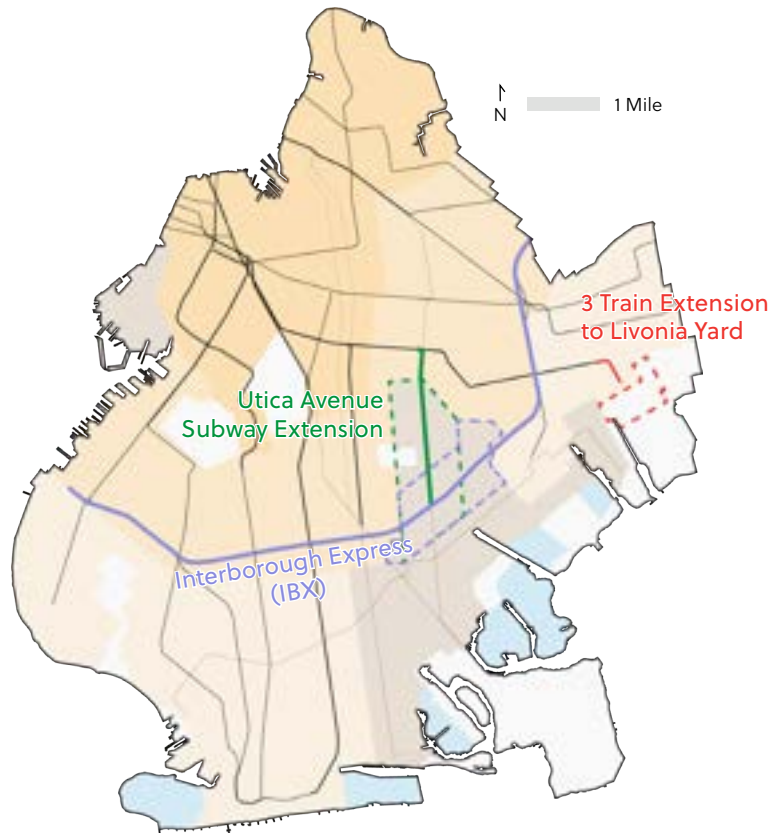 N
1 Mile
3 Train Extension
to Livonia Yard
Utica Avenue
Subway Extension
Interborough Express
(IBX)